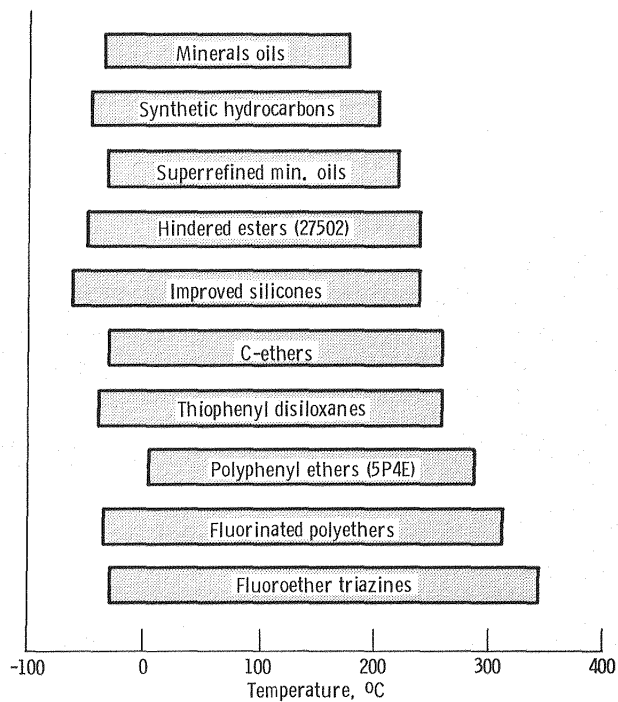 Minerals oils
Synthetic hydrocarbons
Superrefined min. oils
Hindered esters (27502)
Improved silicones
C-ethers
Thiophenyl disiloxanes
Polyphenyl ethers (5P4E)
Fluorinated polyethers
Fluoroether triazines
-100 0 100 200 300 400
Temperature, °C